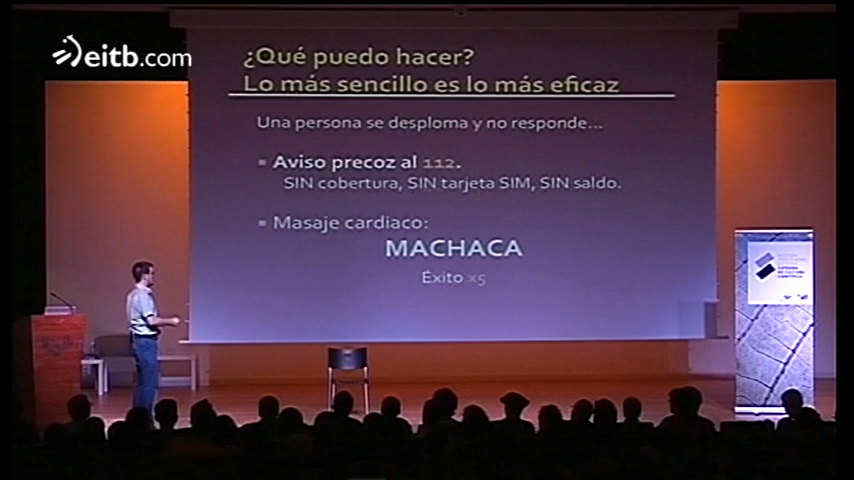 eitb.com
¿Qué puedo hacer?
Lo más sencillo es lo más eficaz
Una persona se desploma y no responde...
Aviso precoz al 112.
SIN cobertura, SIN tarjeta SIM, SIN saldo.
Masaje cardiaco:
MACHACA
Éxito x5